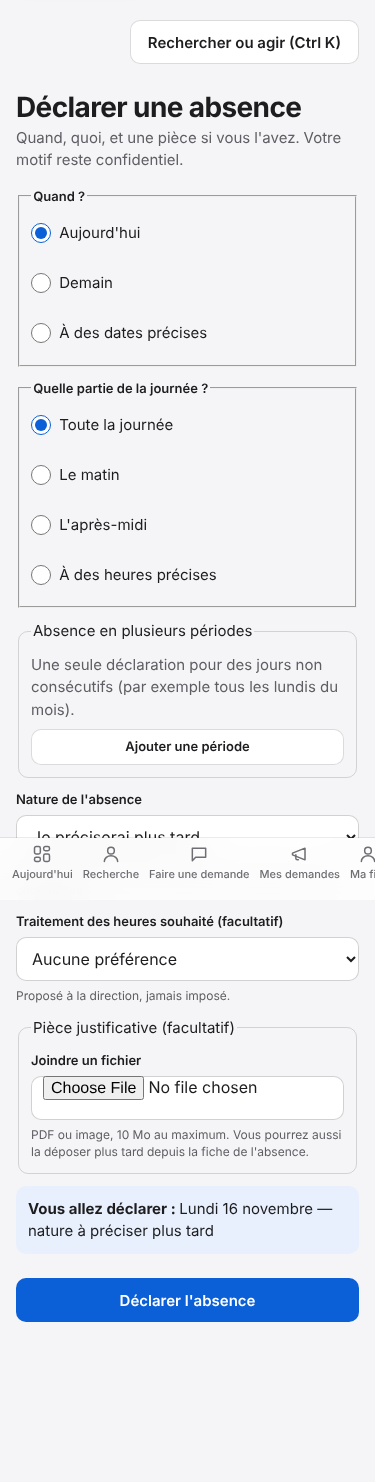 Rechercher ou agir (Ctrl K)
Déclarer une absence
Quand, quoi, et une pièce si vous l'avez. Votre
motif reste confidentiel.
Quand ?
Aujourd'hui
Demain
À des dates précises
Quelle partie de la journée ?
Toute la journée
Le matin
L'après-midi
À des heures précises
Absence en plusieurs périodes
Une seule déclaration pour des jours non
consécutifs (par exemple tous les lundis du
mois).
Ajouter une période
Nature de l'absence
Je préciserai plus tard
Aujourd'hui Recherche Faire une demande Mes demandes Ma fi
Traitement des heures souhaité (facultatif)
Aucune préférence
Proposé à la direction, jamais imposé.
Pièce justificative (facultatif)
Joindre un fichier
Choose File No file chosen
PDF ou image, 10 Mo au maximum. Vous pourrez aussi
la déposer plus tard depuis la fiche de l'absence.
Vous allez déclarer : Lundi 16 novembre —
nature à préciser plus tard
Déclarer l'absence